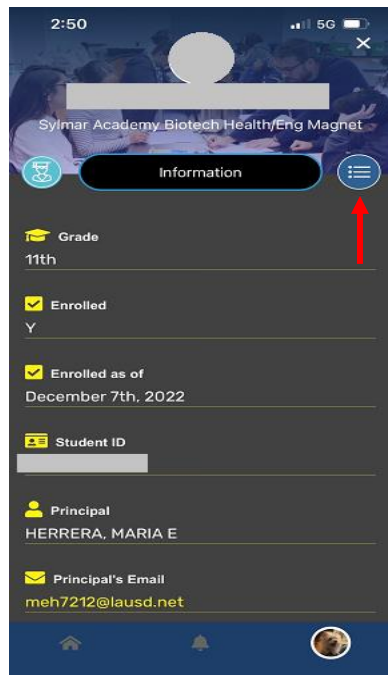 2:50
5G
Sylmar Academy Biotech Health/Eng Magnet
Information
Grade
11th
Enrolled
Y
Enrolled as of
December 7th, 2022
Student ID
Principal
HERRERA, MARIA E
Principal's Email
meh7212@lausd.net